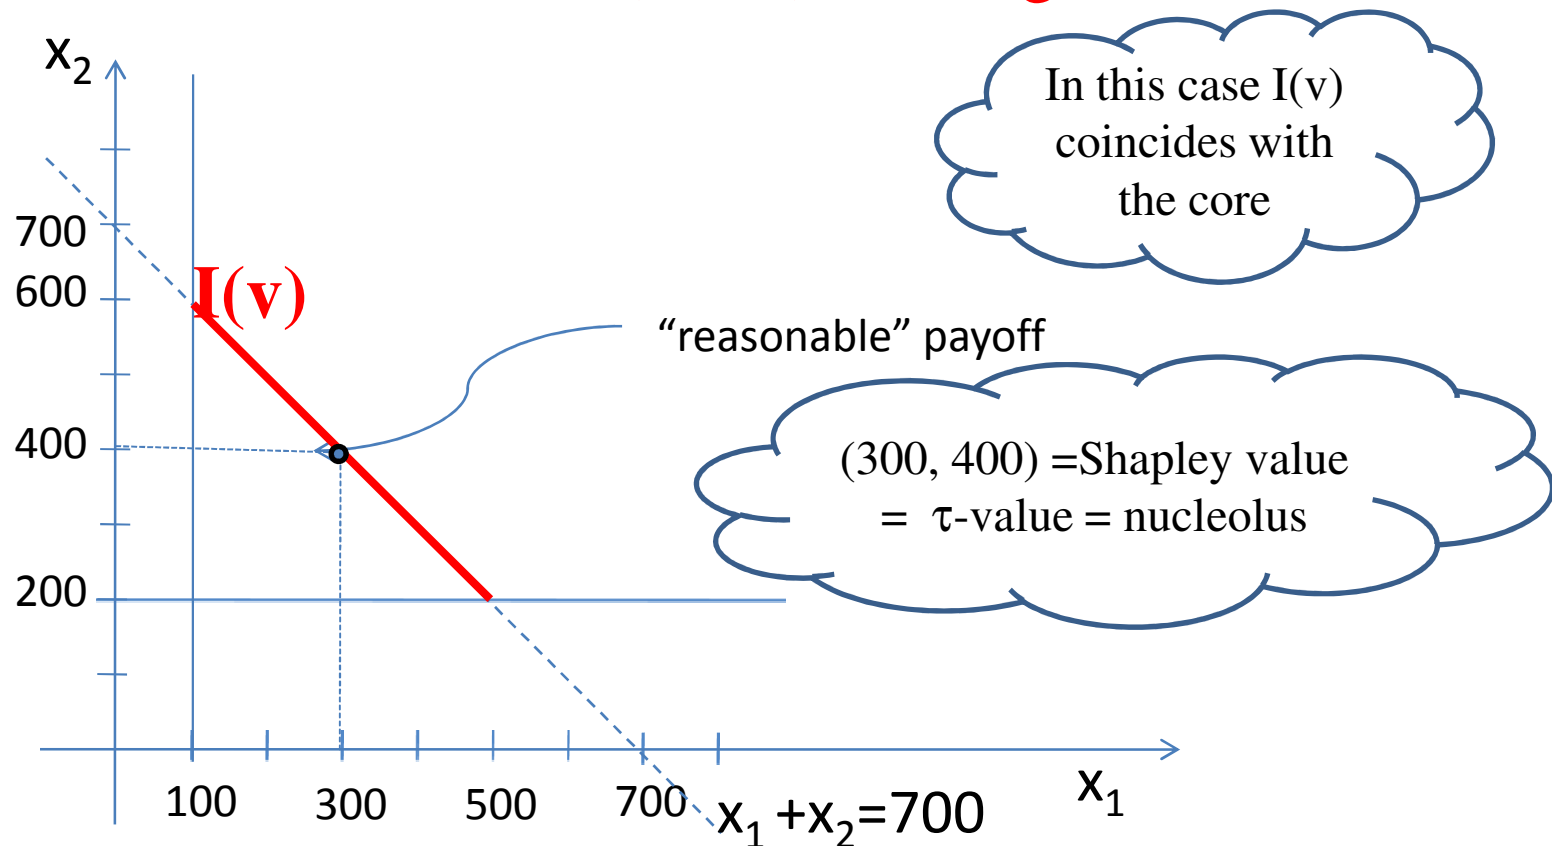 x₂
In this case I(v)
coincides with
the core
700
600
I(v)
“reasonable” payoff
400
(300, 400) =Shapley value
= τ-value = nucleolus
200
100 300 500 700
x₁
x₁ +x₂=700